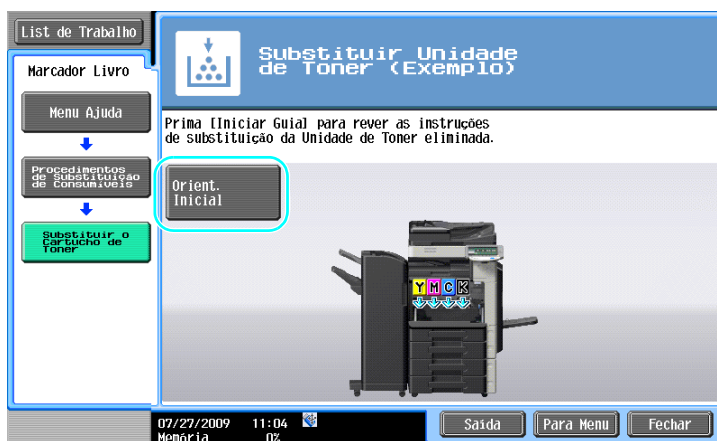 List de Trabalho
Marcador Livro
Menu Ajuda
Procedimentos
de Substituição
de Consumíveis
Substituir o
Cartucho de
Toner
Substituir Unidade
de Toner (Exemplo)
Prima [Iniciar Guia] para rever as instruções
de substituição da Unidade de Toner eliminada.
Orient.
Inicial
Y M C K
07/27/2009 11:04
Memória 0%
Saída
Para Menu
Fechar